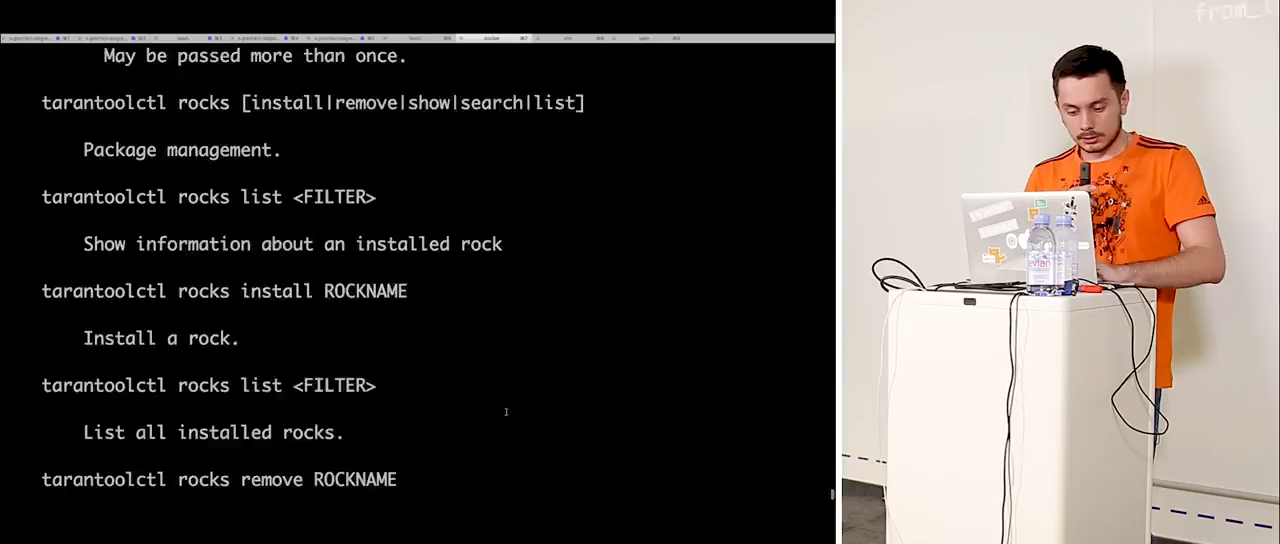 May be passed more than once.
tarantoolctl rocks [install|remove|show|search|list]
Package management.
tarantoolctl rocks list <FILTER>
Show information about an installed rock
tarantoolctl rocks install ROCKNAME
Install a rock.
tarantoolctl rocks list <FILTER>
List all installed rocks.
tarantoolctl rocks remove ROCKNAME
evian